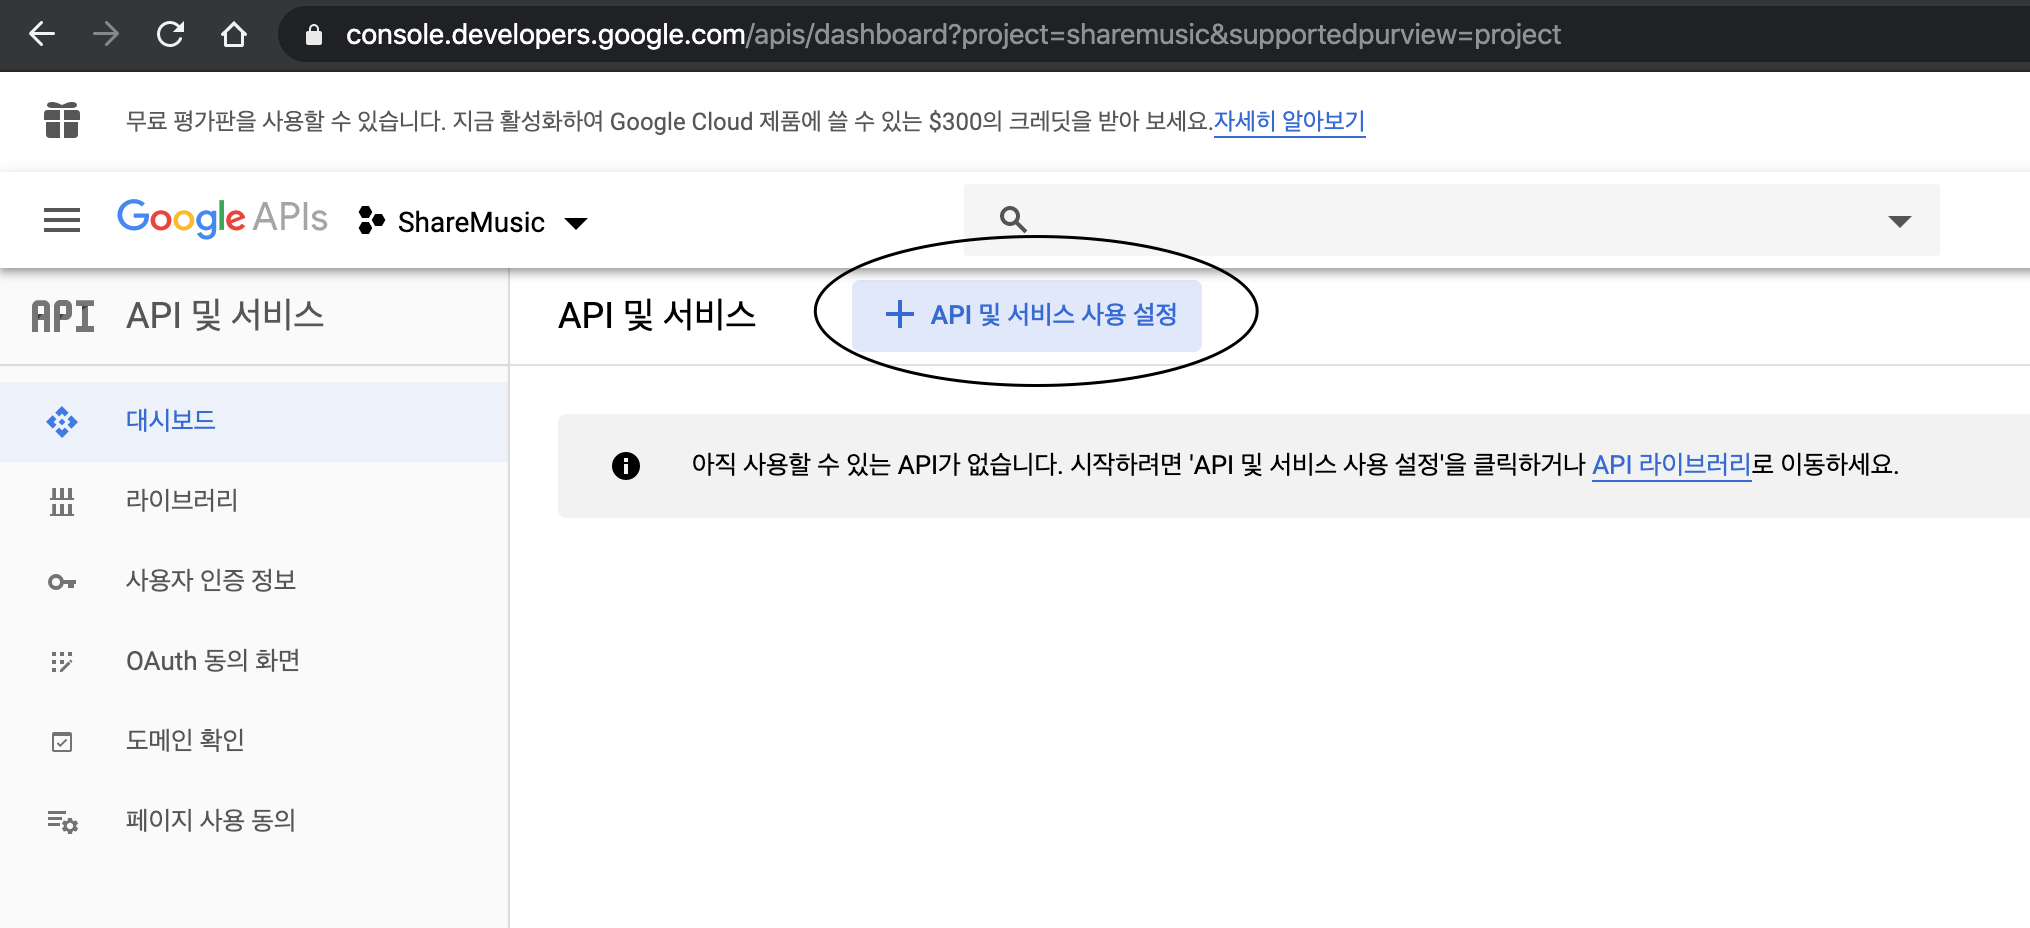 console.developers.google.com/apis/dashboard?project=sharemusic&supportedpurview=project
무료 평가판을 사용할 수 있습니다. 지금 활성화하여 Google Cloud 제품에 쓸 수 있는 $300의 크레딧을 받아 보세요.자세히 알아보기
Google APIs ShareMusic
API API 및 서비스
API 및 서비스
+ API 및 서비스 사용 설정
대시보드
아직 사용할 수 있는 API가 없습니다. 시작하려면 'API 및 서비스 사용 설정'을 클릭하거나 API 라이브러리로 이동하세요.
라이브러리
사용자 인증 정보
OAuth 동의 화면
도메인 확인
페이지 사용 동의